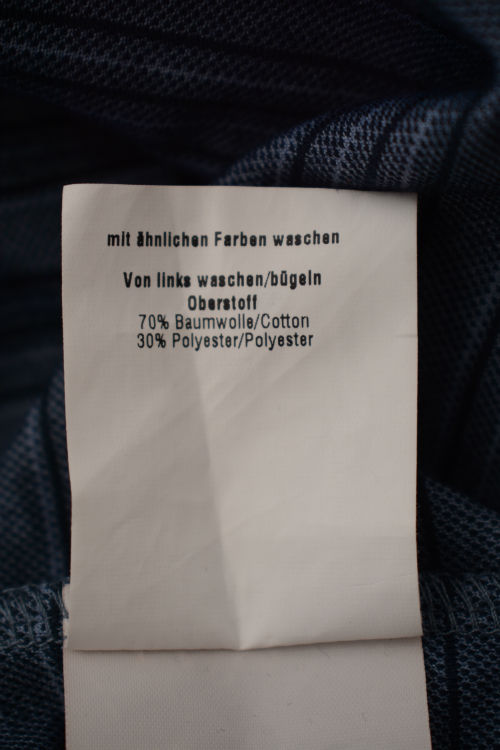 mit ähnlichen Farben waschen
Von links waschen/bügeln
Oberstoff
70% Baumwolle/Cotton
30% Polyester/Polyester